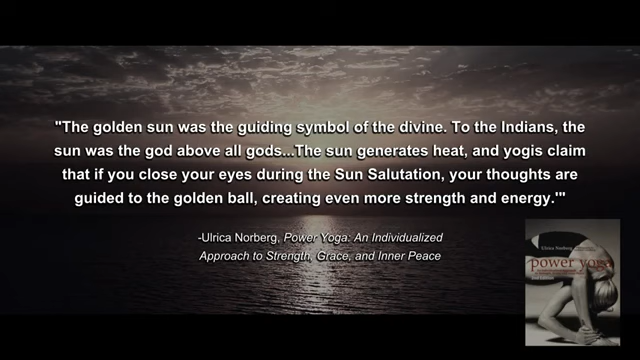 "The golden sun was the guiding symbol of the divine. To the Indians, the
sun was the god above all gods...The sun generates heat, and yogis claim
that if you close your eyes during the Sun Salutation, your thoughts are
guided to the golden ball, creating even more strength and energy.'"
-Ulrica Norberg, Power Yoga: An Individualized
Approach to Strength, Grace, and Inner Peace
Ulrica Norberg
power yoga